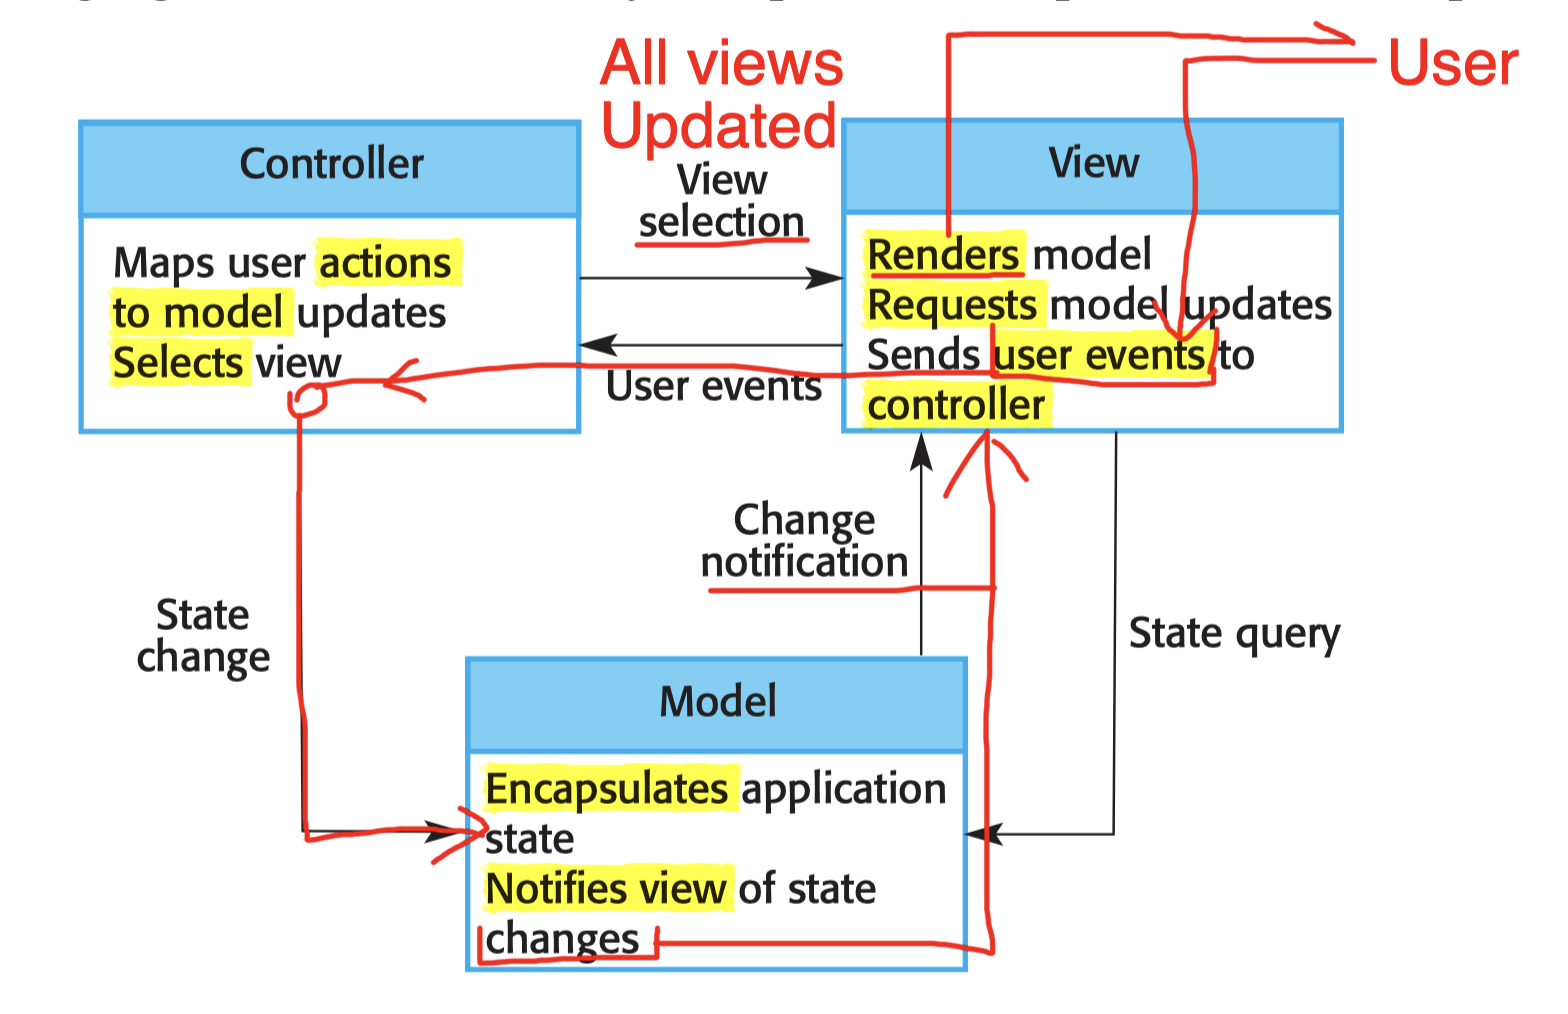 All views
Updated
User
Controller
View
selection
View
Maps user actions
to model updates
Selects view
Renders model
Requests model updates
Sends user events to
controller
User events
Change
notification
State
change
State query
Model
Encapsulates application
state
Notifies view of state
changes